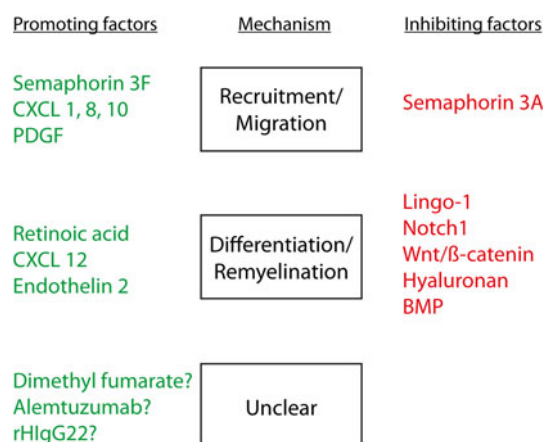 Promoting factors Mechanism Inhibiting factors
Semaphorin 3F
CXCL 1, 8, 10
PDGF
Recruitment/
Migration
Semaphorin 3A
Retinoic acid
CXCL 12
Endothelin 2
Differentiation/
Remyelination
Lingo-1
Notch1
Wnt/ß-catenin
Hyaluronan
BMP
Dimethyl fumarate?
Alemtuzumab?
rHIgG22?
Unclear